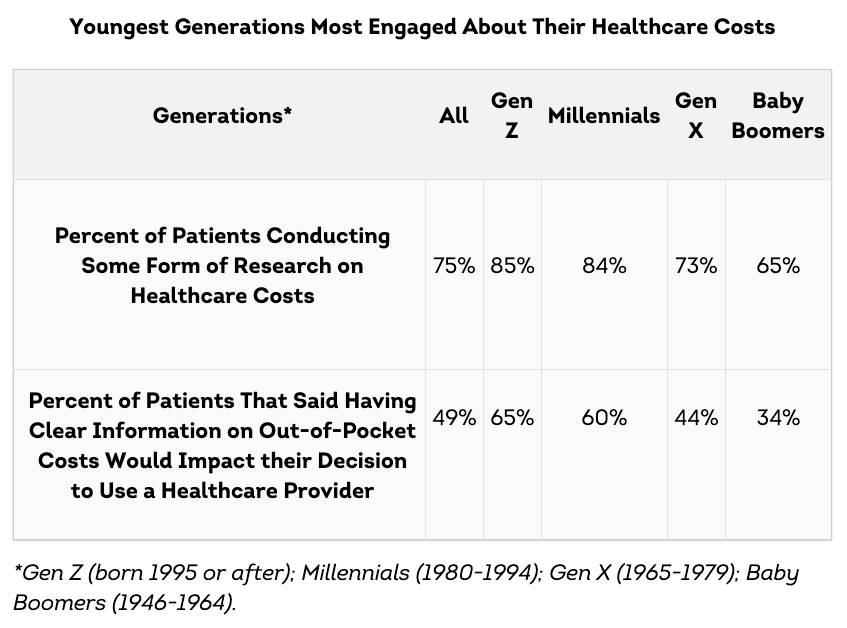 Youngest Generations Most Engaged About Their Healthcare Costs
Generations*
All
Gen
Z
Millennials
Gen
X
Baby
Boomers
Percent of Patients Conducting
Some Form of Research on
Healthcare Costs
75%
85%
84%
73%
65%
Percent of Patients That Said Having
Clear Information on Out-of-Pocket
Costs Would Impact their Decision
to Use a Healthcare Provider
49%
65%
60%
44%
34%
*Gen Z (born 1995 or after); Millennials (1980-1994); Gen X (1965-1979); Baby
Boomers (1946-1964).